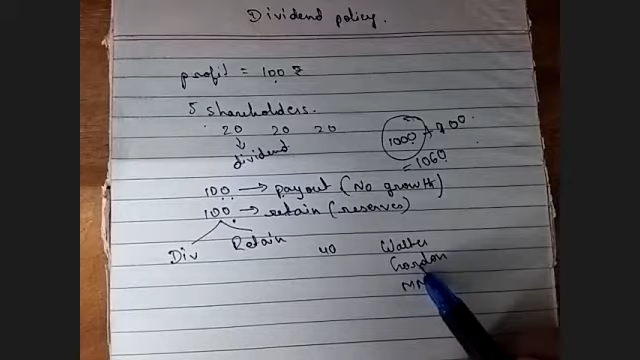 Dividend policy.
profit = 100 ₹
5 shareholders.
20 20 20
dividend
1000 +
= 1060
100 → payout (No growth)
100 → retain (reserves)
Div Retain 40
Walter
Gordon
MM